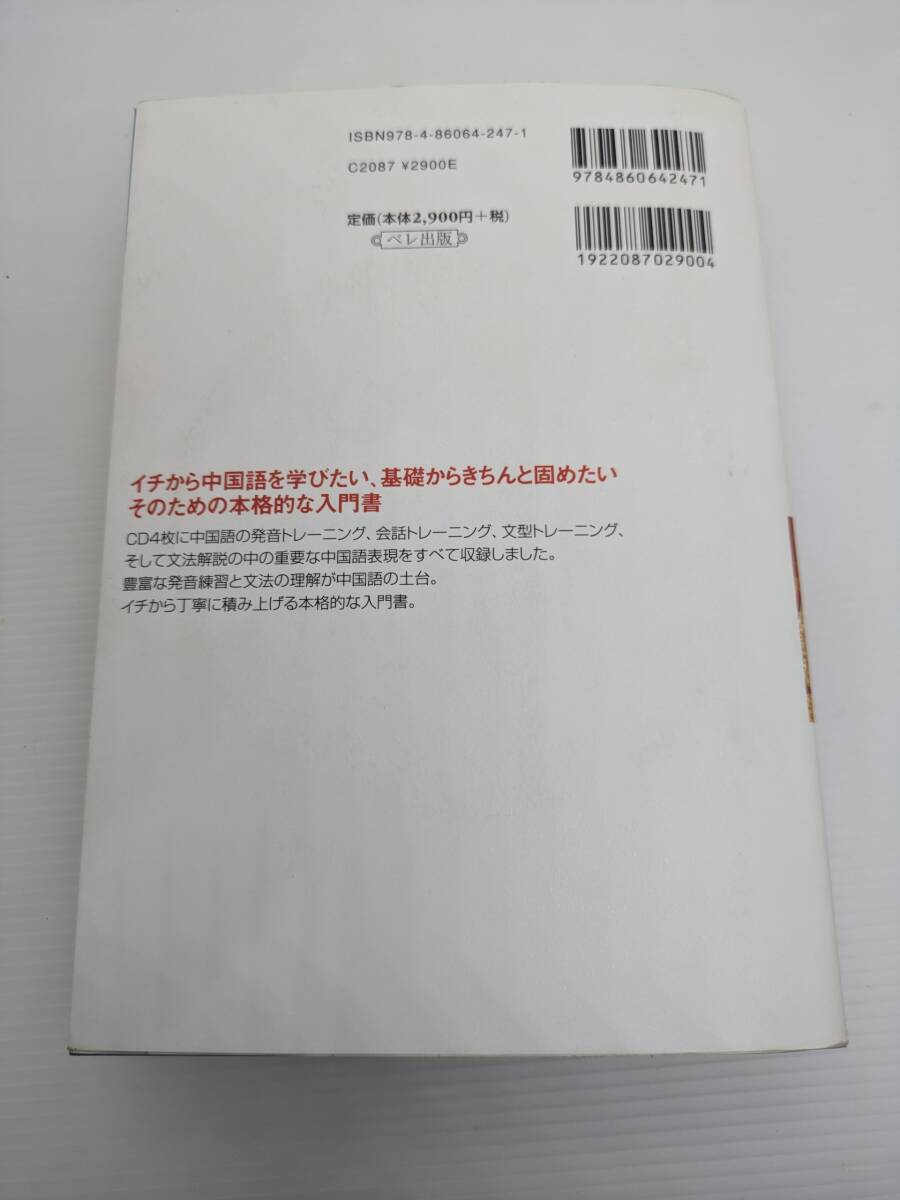 ISBN978-4-86064-247-1
C2087 ¥2900E
定価(本体2,900円+税)
ベレ出版
9784860642471
1922087029004
イチから中国語を学びたい、基礎からきちんと固めたい
そのための本格的な入門書
CD4枚に中国語の発音トレーニング、会話トレーニング、文型トレーニング、
そして文法解説の中の重要な中国語表現をすべて収録しました。
豊富な発音練習と文法の理解が中国語の土台。
イチから丁寧に積み上げる本格的な入門書。